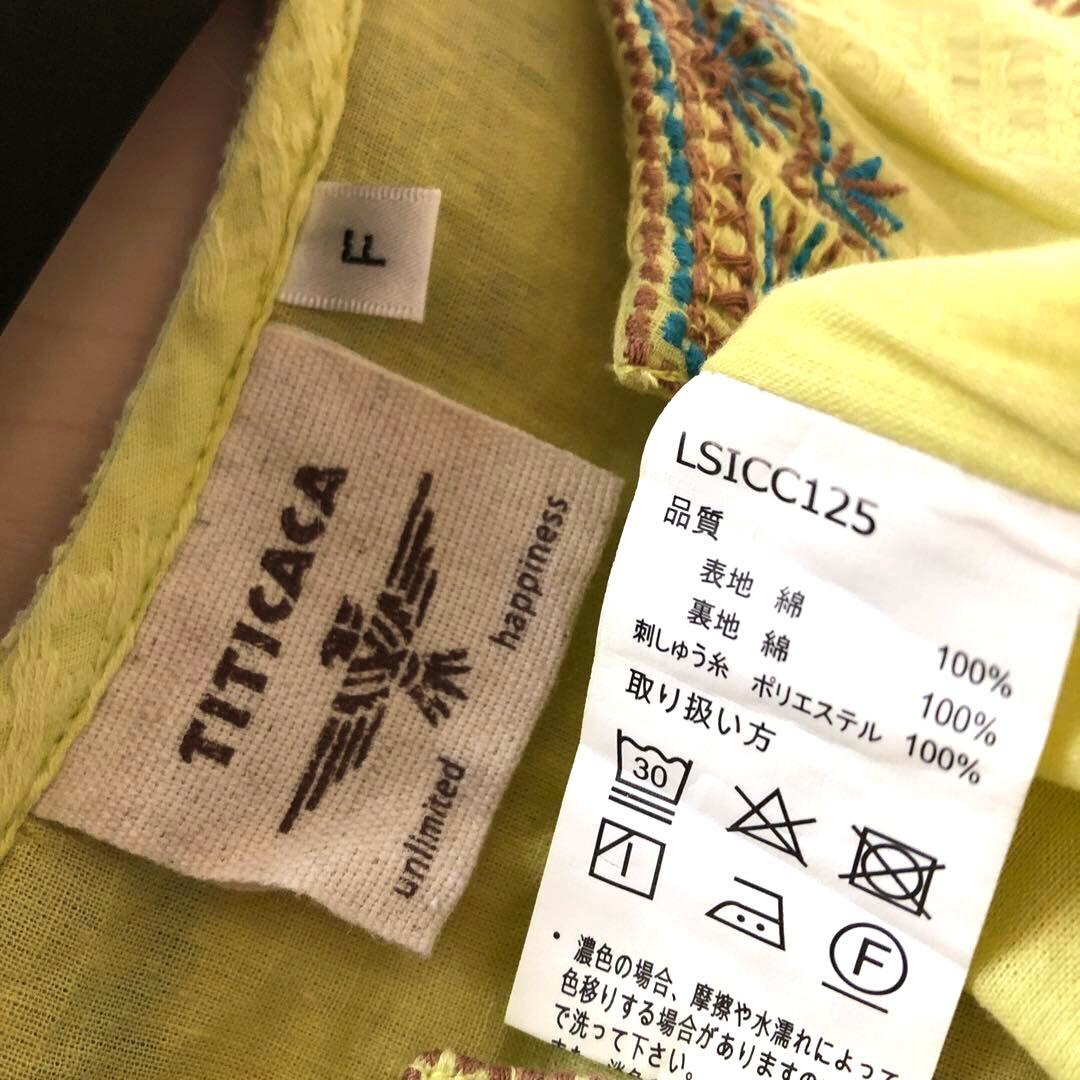 F
TITICACA
unlimited happiness
LSICC125
品質
表地 綿 100%
裏地 綿 100%
刺しゅう糸 ポリエステル 100%
取り扱い方
30
F
・濃色の場合、摩擦や水濡れによって
色移りする場合がありますの
で洗って下さい。